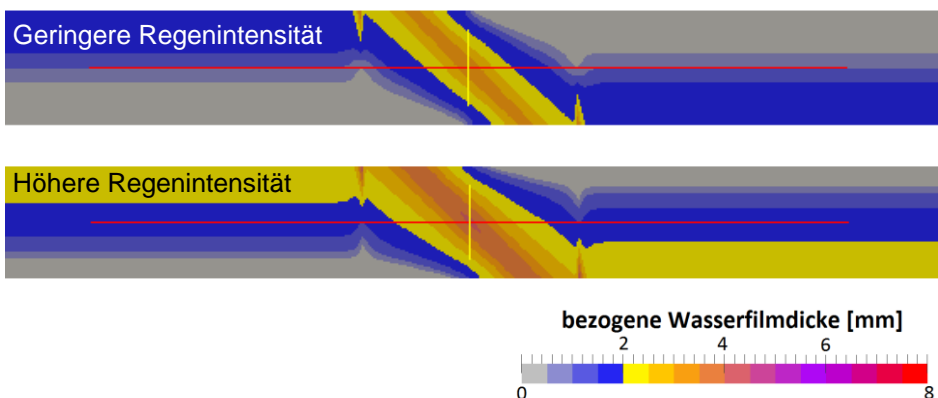 Geringere Regenintensität
Höhere Regenintensität
bezogene Wasserfilmdicke [mm]
2 4 6
0 8